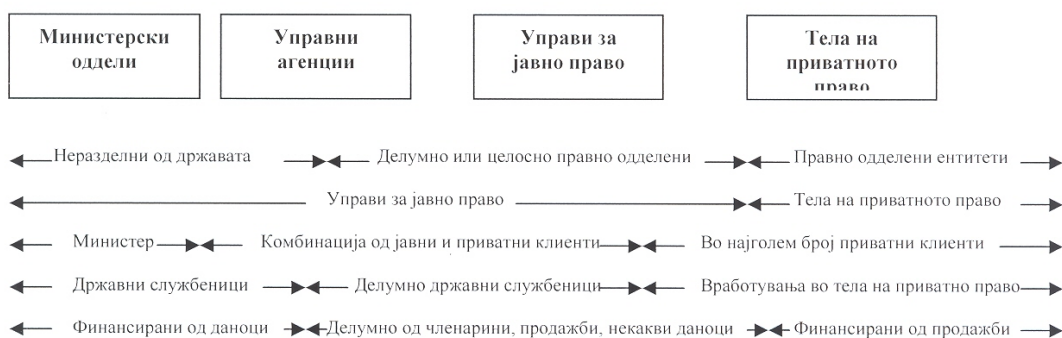 Министерски
оддели
Управни
агенции
Управи за
јавно право
Тела на
приватното
право
Неразделни од државата Делумно или целосно правно одделени Правно одделени ентитети
Управи за јавно право Тела на приватното право
Министер Комбинација од јавни и приватни клиенти Во најголем број приватни клиенти
Државни службеници Делумно државни службеници Вработувања во тела на приватно право
Финансирани од даноци Делумно од членарини, продажби, некакви даноци Финансирани од продажби